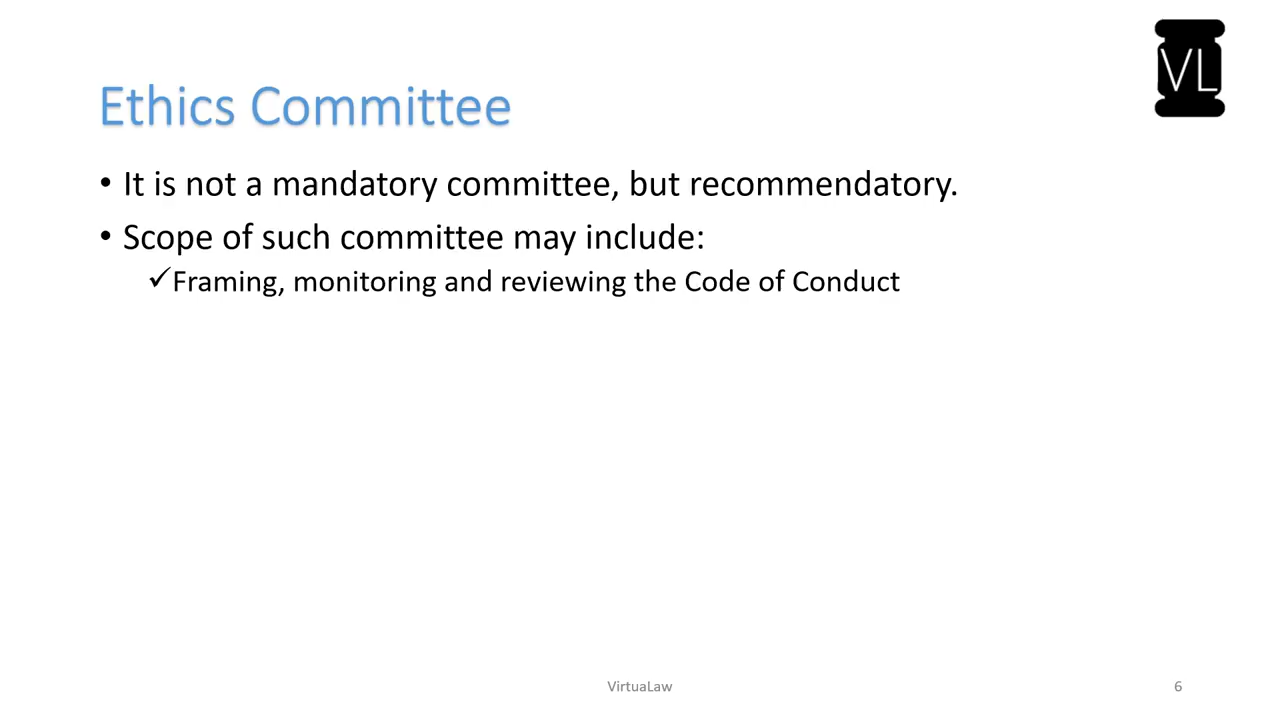 VL
Ethics Committee
• It is not a mandatory committee, but recommendatory.
• Scope of such committee may include:
✓Framing, monitoring and reviewing the Code of Conduct
VirtuaLaw
6